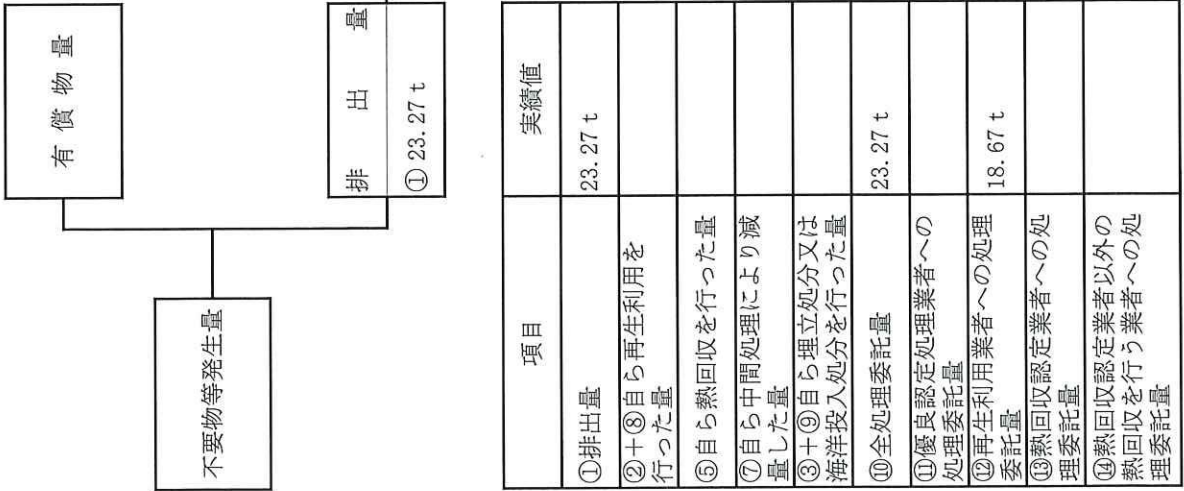 有償物量
不要物等発生量
排出量
① 23.27 t
項目
実績値
①排出量
23.27 t
②+⑧自ら再生利用を
行った量
⑤自ら熱回収を行った量
⑦自ら中間処理により減
量した量
③+⑨自ら埋立処分又は
海洋投入処分を行った量
⑩全処理委託量
23.27 t
⑪優良認定処理業者への
処理委託量
⑫再生利用業者への処理
委託量
18.67 t
⑬熱回収認定業者への処
理委託量
⑭熱回収認定業者以外の
熱回収を行う業者への処
理委託量